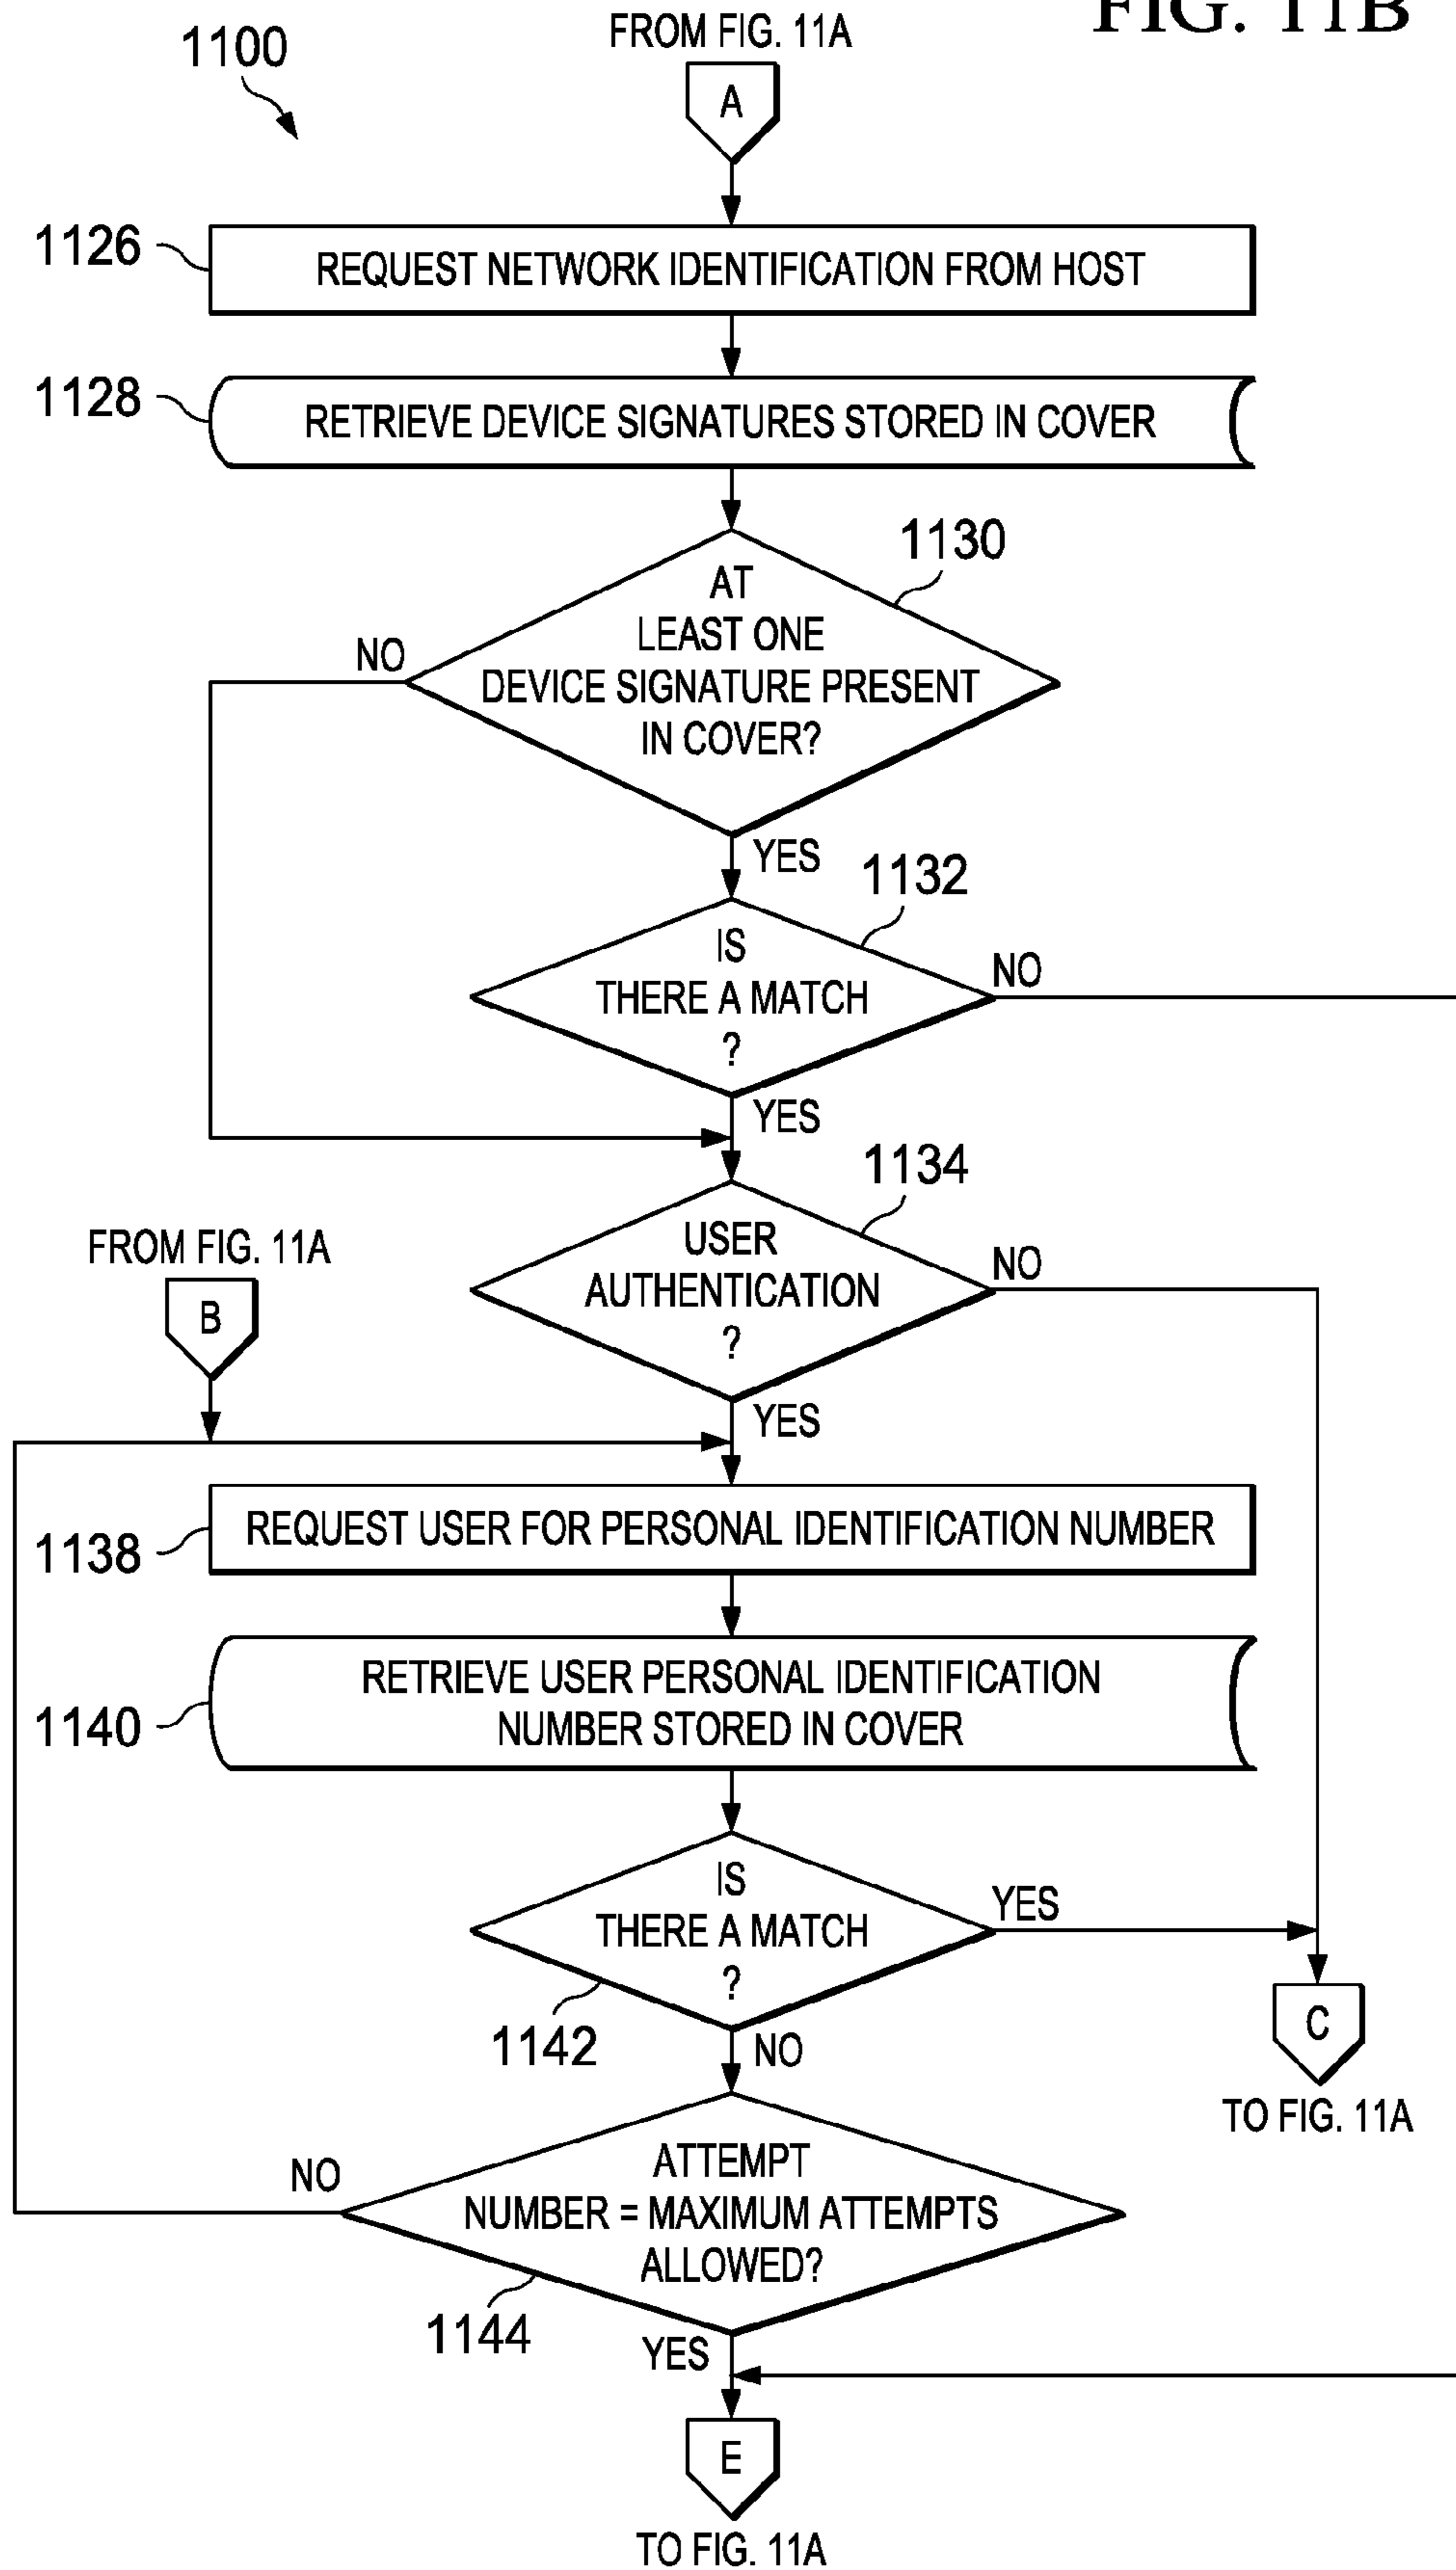 FIG. 11B
1100
FROM FIG. 11A
A
1126
REQUEST NETWORK IDENTIFICATION FROM HOST
1128
RETRIEVE DEVICE SIGNATURES STORED IN COVER
1130
AT
LEAST ONE
DEVICE SIGNATURE PRESENT
IN COVER?
NO
YES
1132
IS
THERE A MATCH
?
NO
YES
1134
USER
AUTHENTICATION
?
NO
YES
FROM FIG. 11A
B
1138
REQUEST USER FOR PERSONAL IDENTIFICATION NUMBER
1140
RETRIEVE USER PERSONAL IDENTIFICATION
NUMBER STORED IN COVER
IS
THERE A MATCH
?
YES
1142
NO
C
TO FIG. 11A
ATTEMPT
NUMBER = MAXIMUM ATTEMPTS
ALLOWED?
NO
1144
YES
E
TO FIG. 11A